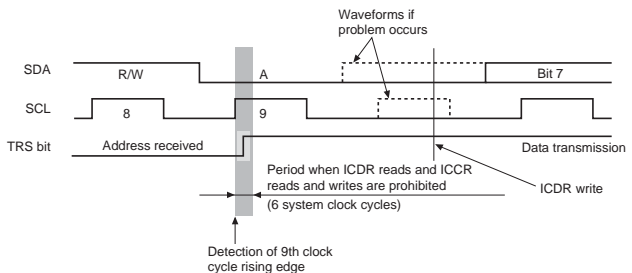 Waveforms if
problem occurs
SDA
R/W
A
Bit 7
SCL
8
9
TRS bit
Address received
Data transmission
Period when ICDR reads and ICCR
reads and writes are prohibited
(6 system clock cycles)
ICDR write
Detection of 9th clock
cycle rising edge